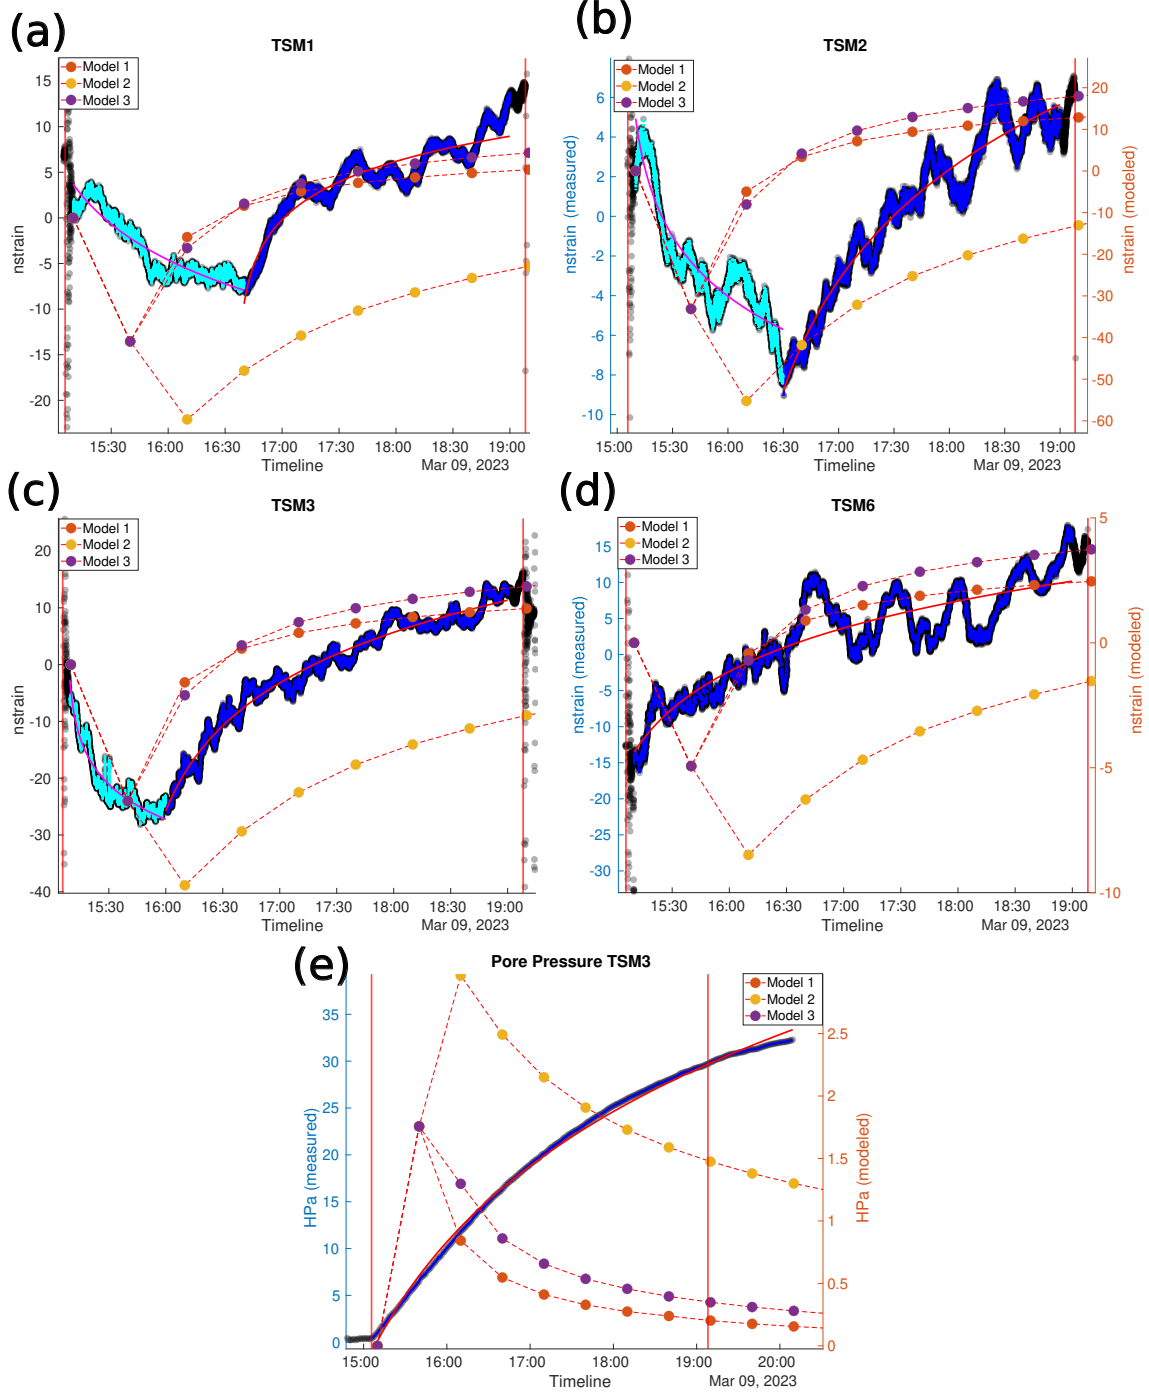 (a)
TSM1
Model 1
Model 2
Model 3
15
10
5
0
-5
-10
-15
-20
nstrain
15:30 16:00 16:30 17:00 17:30 18:00 18:30 19:00
Timeline
Mar 09, 2023
(b)
TSM2
Model 1
Model 2
Model 3
6
4
2
0
-2
-4
-6
-8
-10
nstrain (measured)
20
10
0
-10
-20
-30
-40
-50
-60
nstrain (modeled)
15:00 15:30 16:00 16:30 17:00 17:30 18:00 18:30 19:00
Timeline
Mar 09, 2023
(c)
TSM3
Model 1
Model 2
Model 3
20
10
0
-10
-20
-30
-40
nstrain
15:30 16:00 16:30 17:00 17:30 18:00 18:30 19:00
Timeline
Mar 09, 2023
(d)
TSM6
Model 1
Model 2
Model 3
15
10
5
0
-5
-10
-15
-20
-25
-30
nstrain (measured)
5
0
-5
-10
nstrain (modeled)
15:30 16:00 16:30 17:00 17:30 18:00 18:30 19:00
Timeline
Mar 09, 2023
(e)
Pore Pressure TSM3
Model 1
Model 2
Model 3
35
30
25
20
15
10
5
0
HPa (measured)
2.5
2
1.5
1
0.5
0
HPa (modeled)
15:00 16:00 17:00 18:00 19:00 20:00
Timeline
Mar 09, 2023